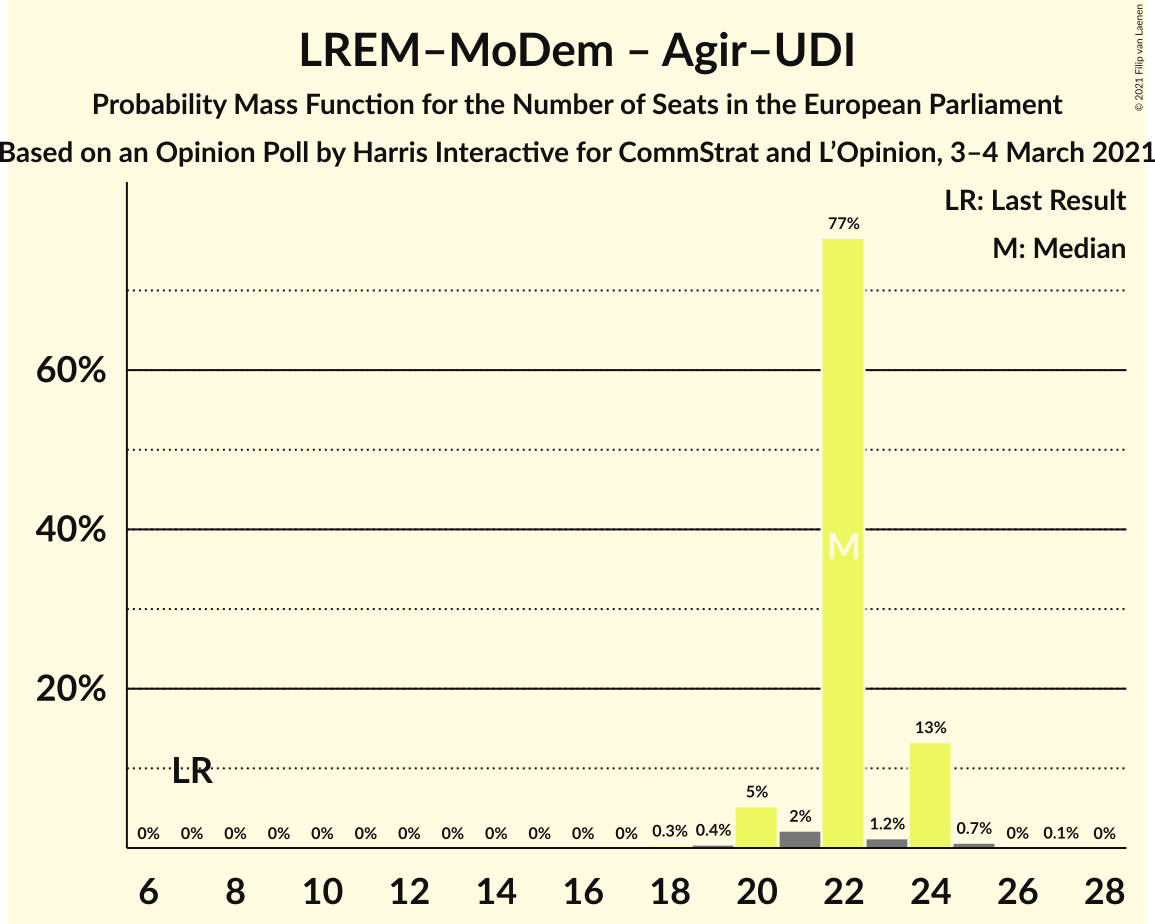 LREM–MoDem – Agir–UDI
Probability Mass Function for the Number of Seats in the European Parliament
Based on an Opinion Poll by Harris Interactive for CommStrat and L’Opinion, 3–4 March 2021
© 2021 Filip van Laenen
LR: Last Result
M: Median
77%
60%
40%
M
20%
13%
LR
5%
0% 0% 0% 0% 0% 0% 0% 0% 0% 0% 0% 0% 0.3% 0.4% 2% 1.2% 0.7% 0% 0.1% 0%
6 8 10 12 14 16 18 20 22 24 26 28